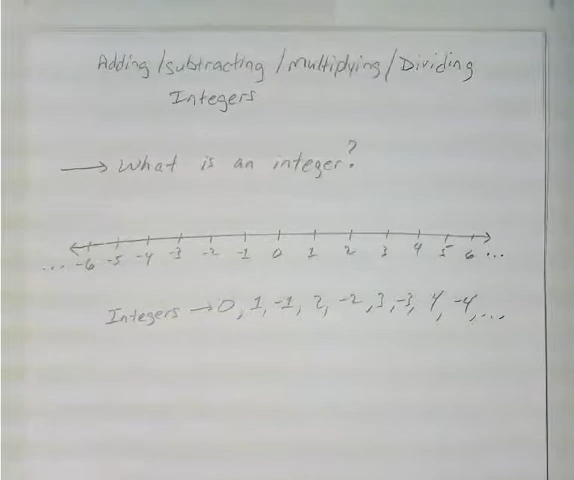 Adding/subtracting/multiplying/Dividing
Integers
→ What is an integer?
... -6 -5 -4 -3 -2 -1 0 1 2 3 4 5 6 ...
Integers → 0, 1, -1, 2, -2, 3, -3, 4, -4, ...